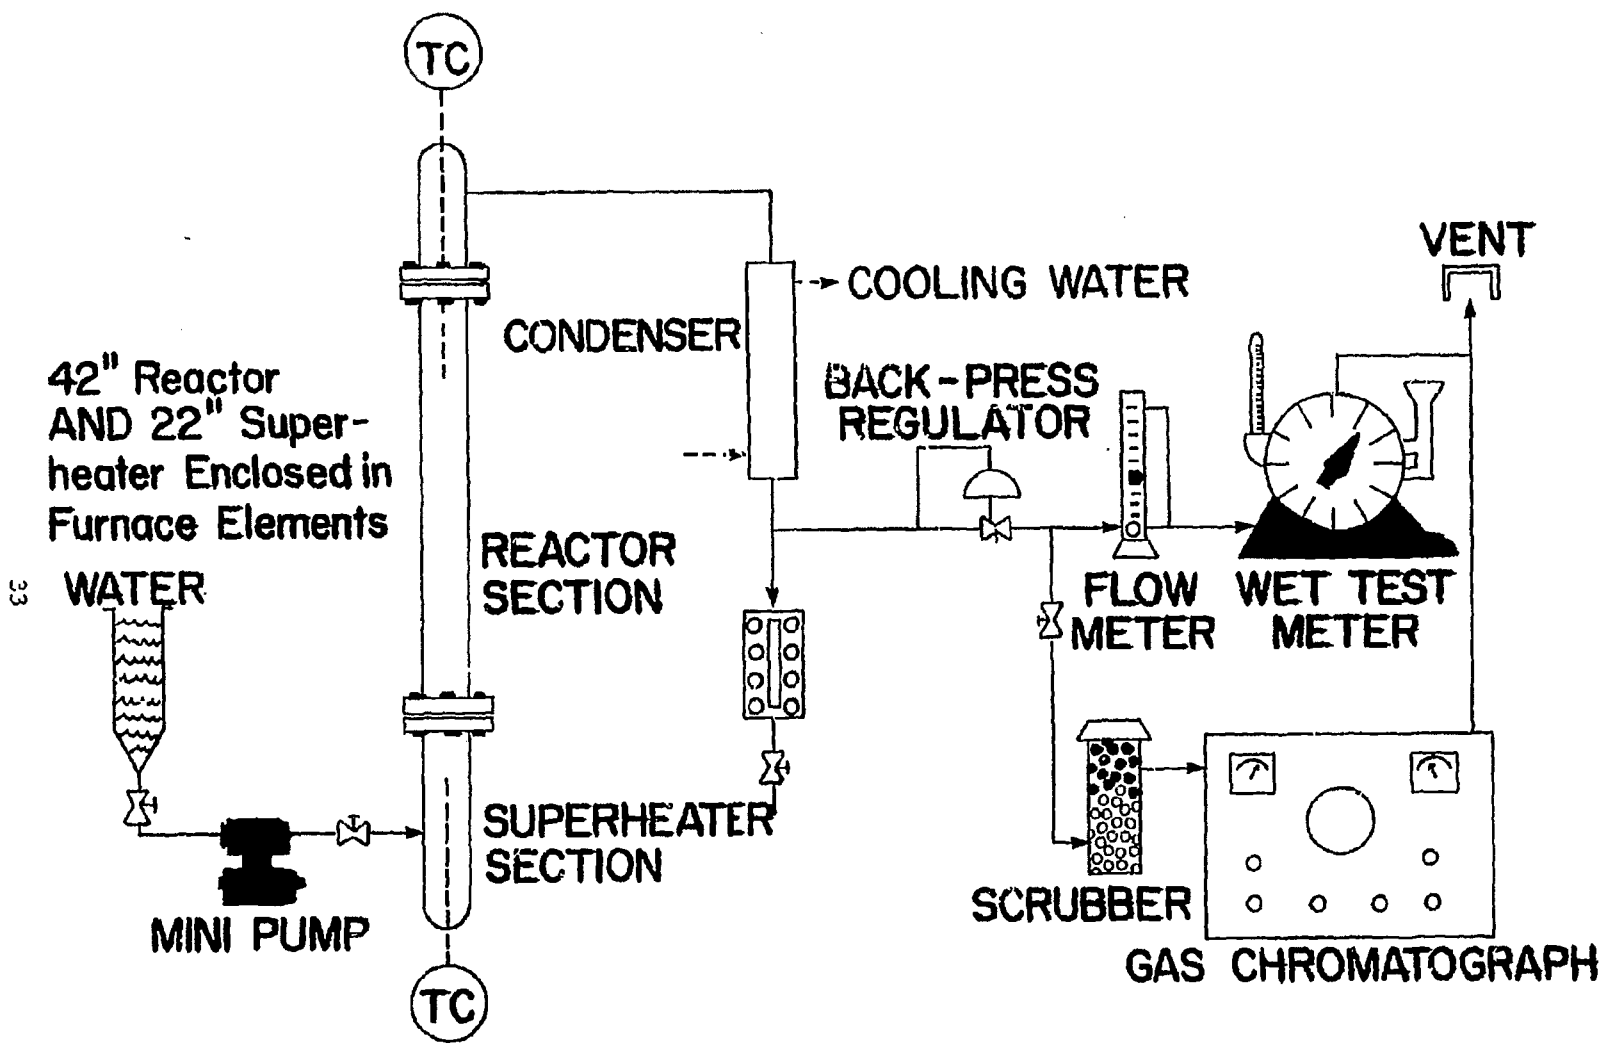 TC
VENT
COOLING WATER
CONDENSER
42" Reactor
AND 22" Super-
heater Enclosed in
Furnace Elements
BACK-PRESS
REGULATOR
REACTOR
SECTION
33
WATER
FLOW
METER
WET TEST
METER
SUPERHEATER
SECTION
MINI PUMP
SCRUBBER
GAS CHROMATOGRAPH
TC